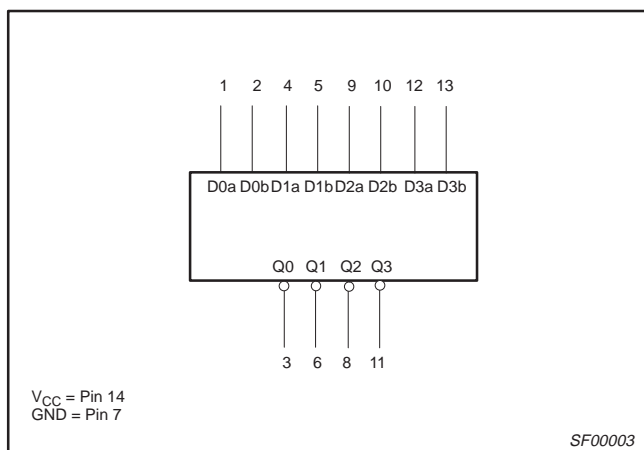 1 2 4 5 9 10 12 13
D0a D0b D1a D1b D2a D2b D3a D3b
Q0 Q1 Q2 Q3
3 6 8 11
VCC = Pin 14
GND = Pin 7
SF00003